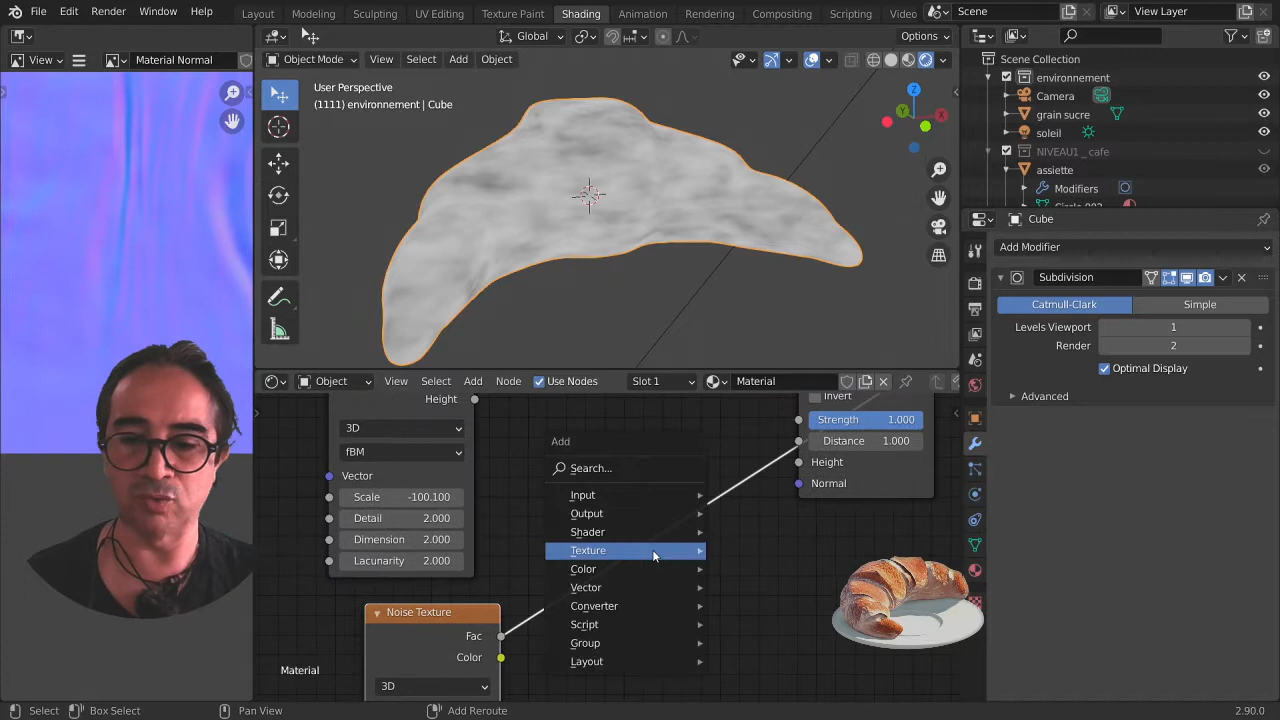 File Edit Render Window Help
Layout Modeling Sculpting UV Editing Texture Paint Shading Animation Rendering Compositing Scripting Video
Scene View Layer
Global Options
View Material Normal
Object Mode View Select Add Object
User Perspective
(1111) environnement | Cube
Z
Y
X
Scene Collection
environnement
Camera
grain sucre
soleil
NIVEAU1 _ cafe
assiette
Modifiers
Cube
Add Modifier
Subdivision
Catmull-Clark Simple
Levels Viewport 1
Render 2
Optimal Display
Advanced
Object View Select Add Node Use Nodes Slot 1 Material
Height
3D
fBM
Vector
Scale -100.100
Detail 2.000
Dimension 2.000
Lacunarity 2.000
Noise Texture
Fac
Color
3D
Material
Add
Search...
Input
Output
Shader
Texture
Color
Vector
Converter
Script
Group
Layout
Invert
Strength 1.000
Distance 1.000
Height
Normal
Select Box Select Pan View Add Reroute 2.90.0